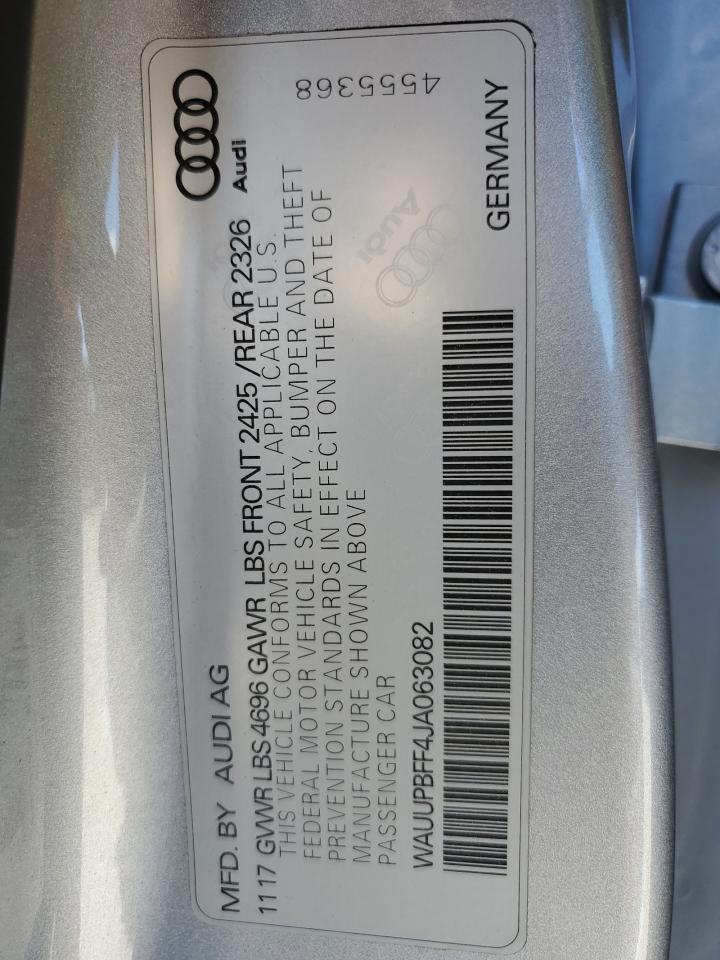 MFD. BY AUDI AG
Audi
11 17 GVWR LBS 4696 GAWR LBS FRONT 2425 /REAR 2326
THIS VEHICLE CONFORMS TO ALL APPLICABLE U.S.
FEDERAL MOTOR VEHICLE SAFETY, BUMPER AND THEFT
PREVENTION STANDARDS IN EFFECT ON THE DATE OF
MANUFACTURE SHOWN ABOVE
PASSENGER CAR
4555368
Audi
WAUUPBFF4JA063082
GERMANY